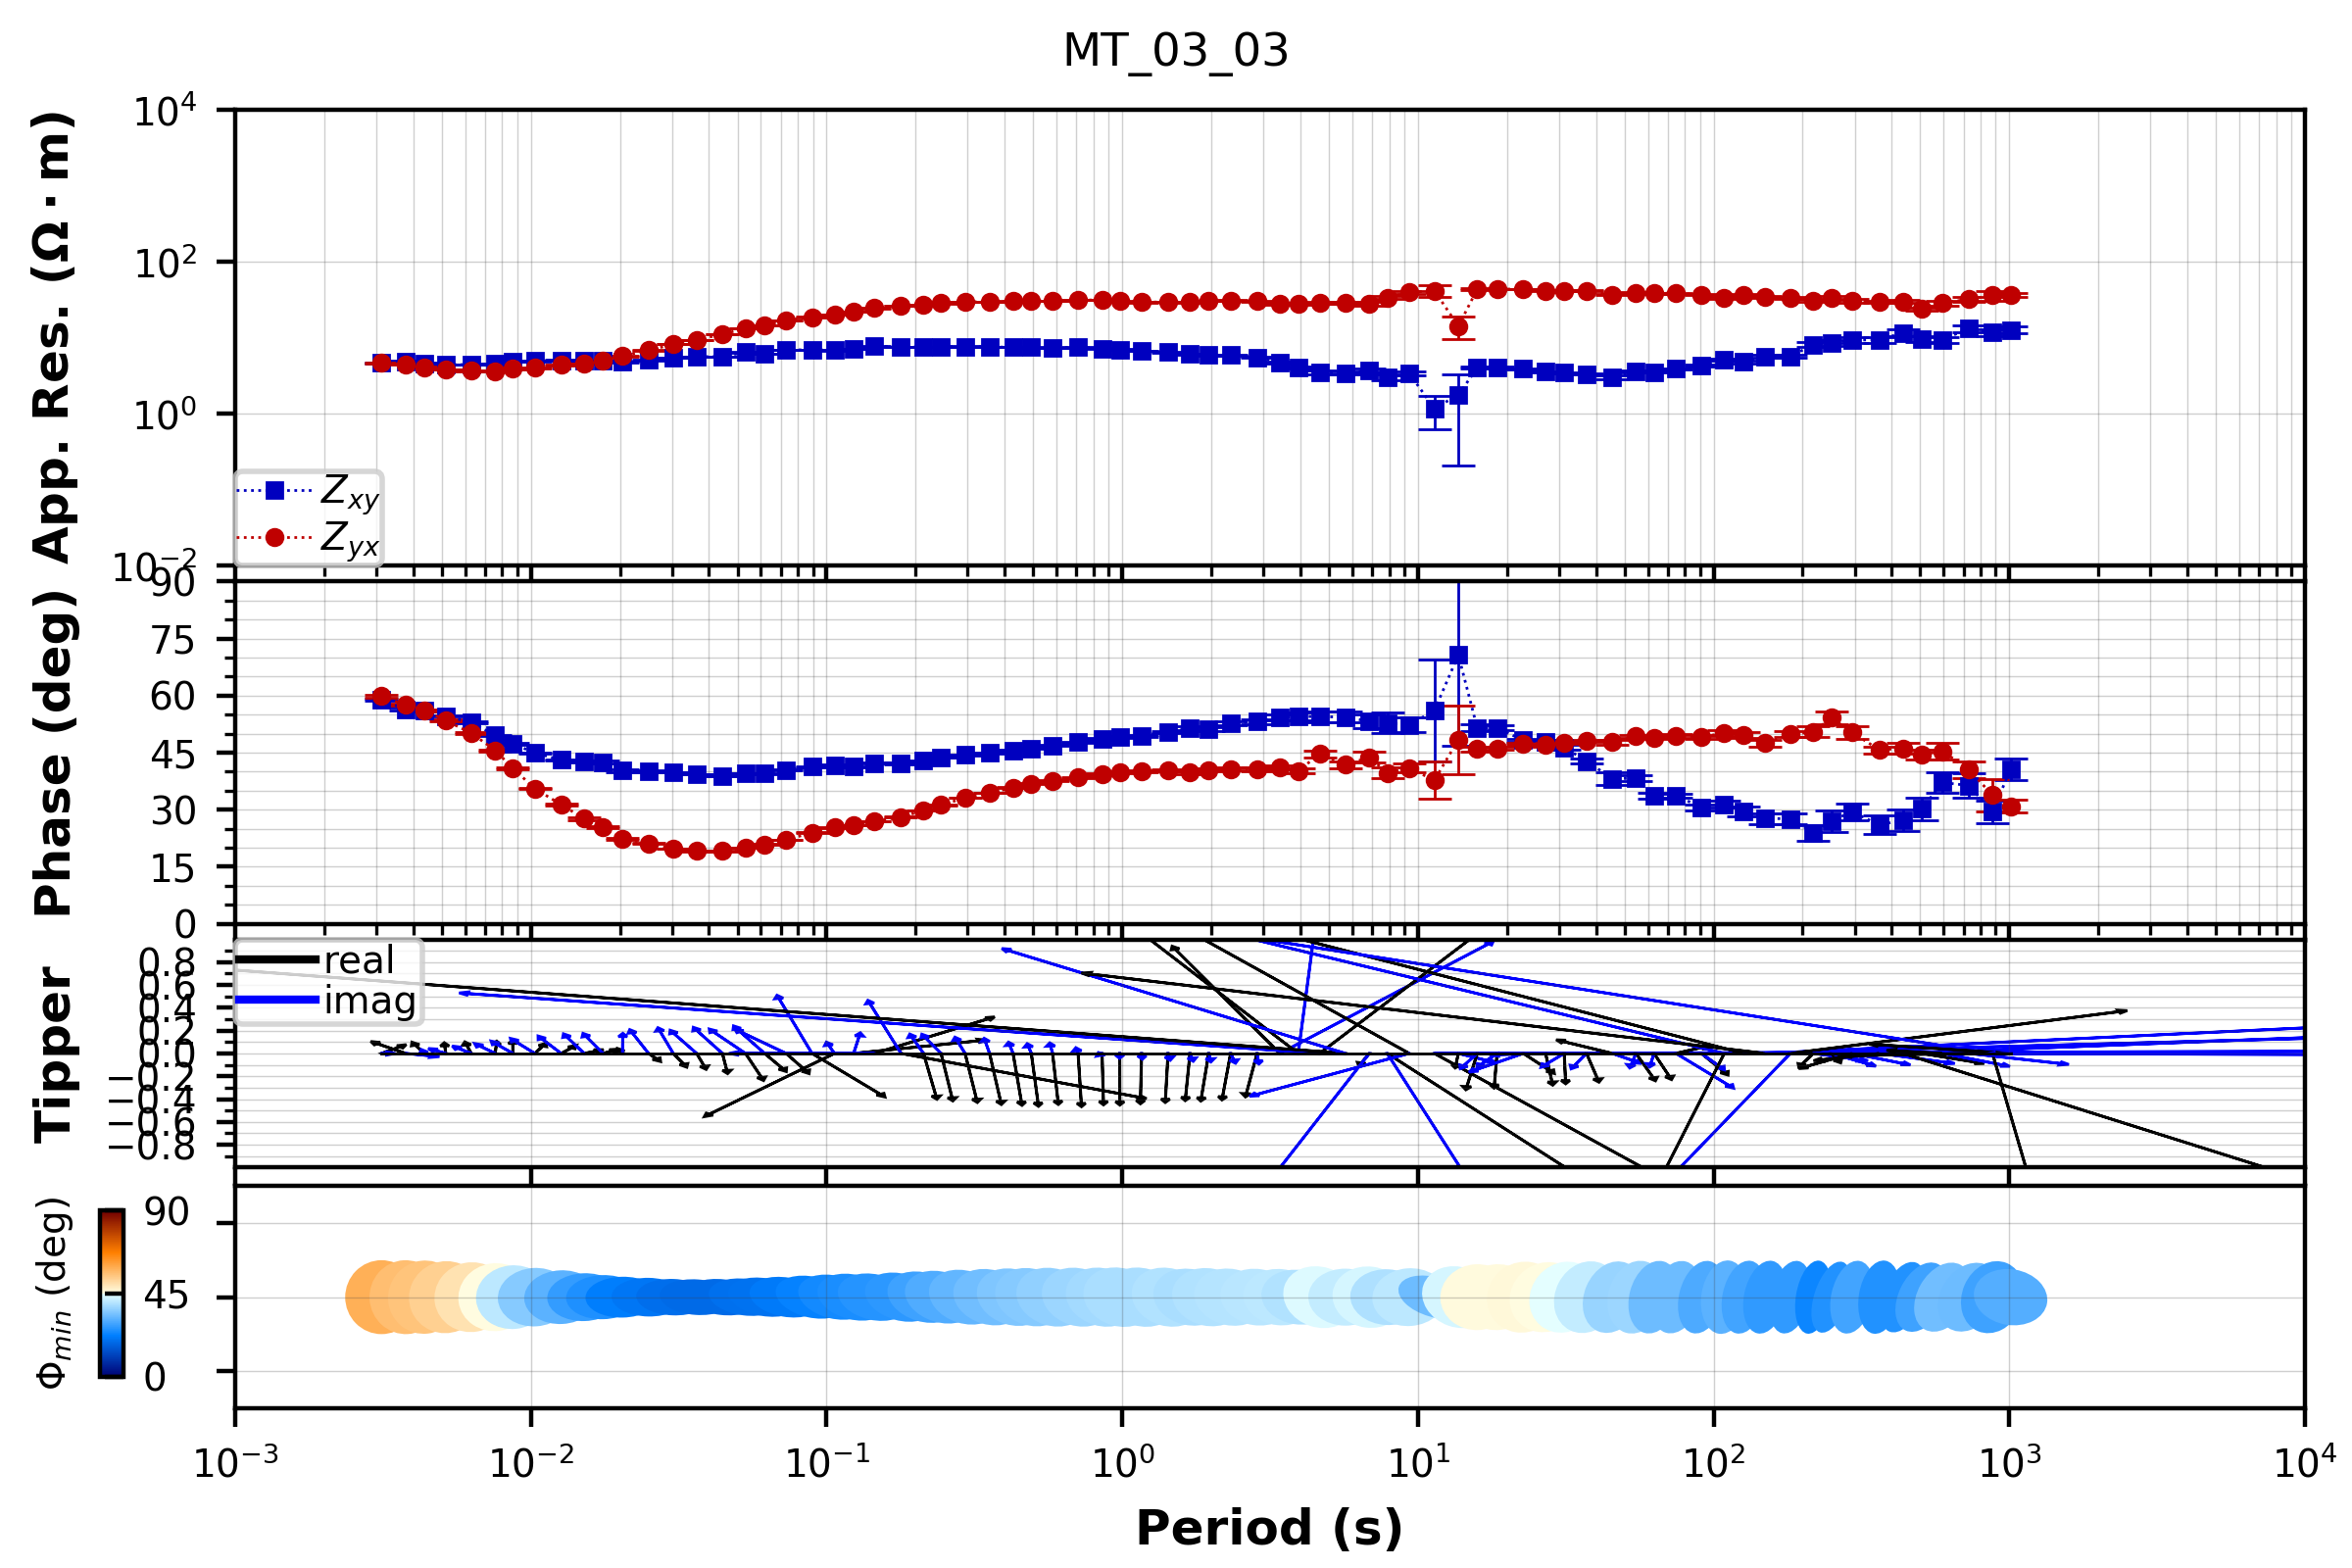 MT_03_03
App. Res. (Ω·m)
10⁴
10²
10⁰
10⁻²
Z_xy
Z_yx
Phase (deg)
90
75
60
45
30
15
0
Tipper
0.8
0.6
0.4
0.2
0.0
−0.2
−0.4
−0.6
−0.8
real
imag
Φ_min (deg)
90
45
0
10⁻³ 10⁻² 10⁻¹ 10⁰ 10¹ 10² 10³ 10⁴
Period (s)